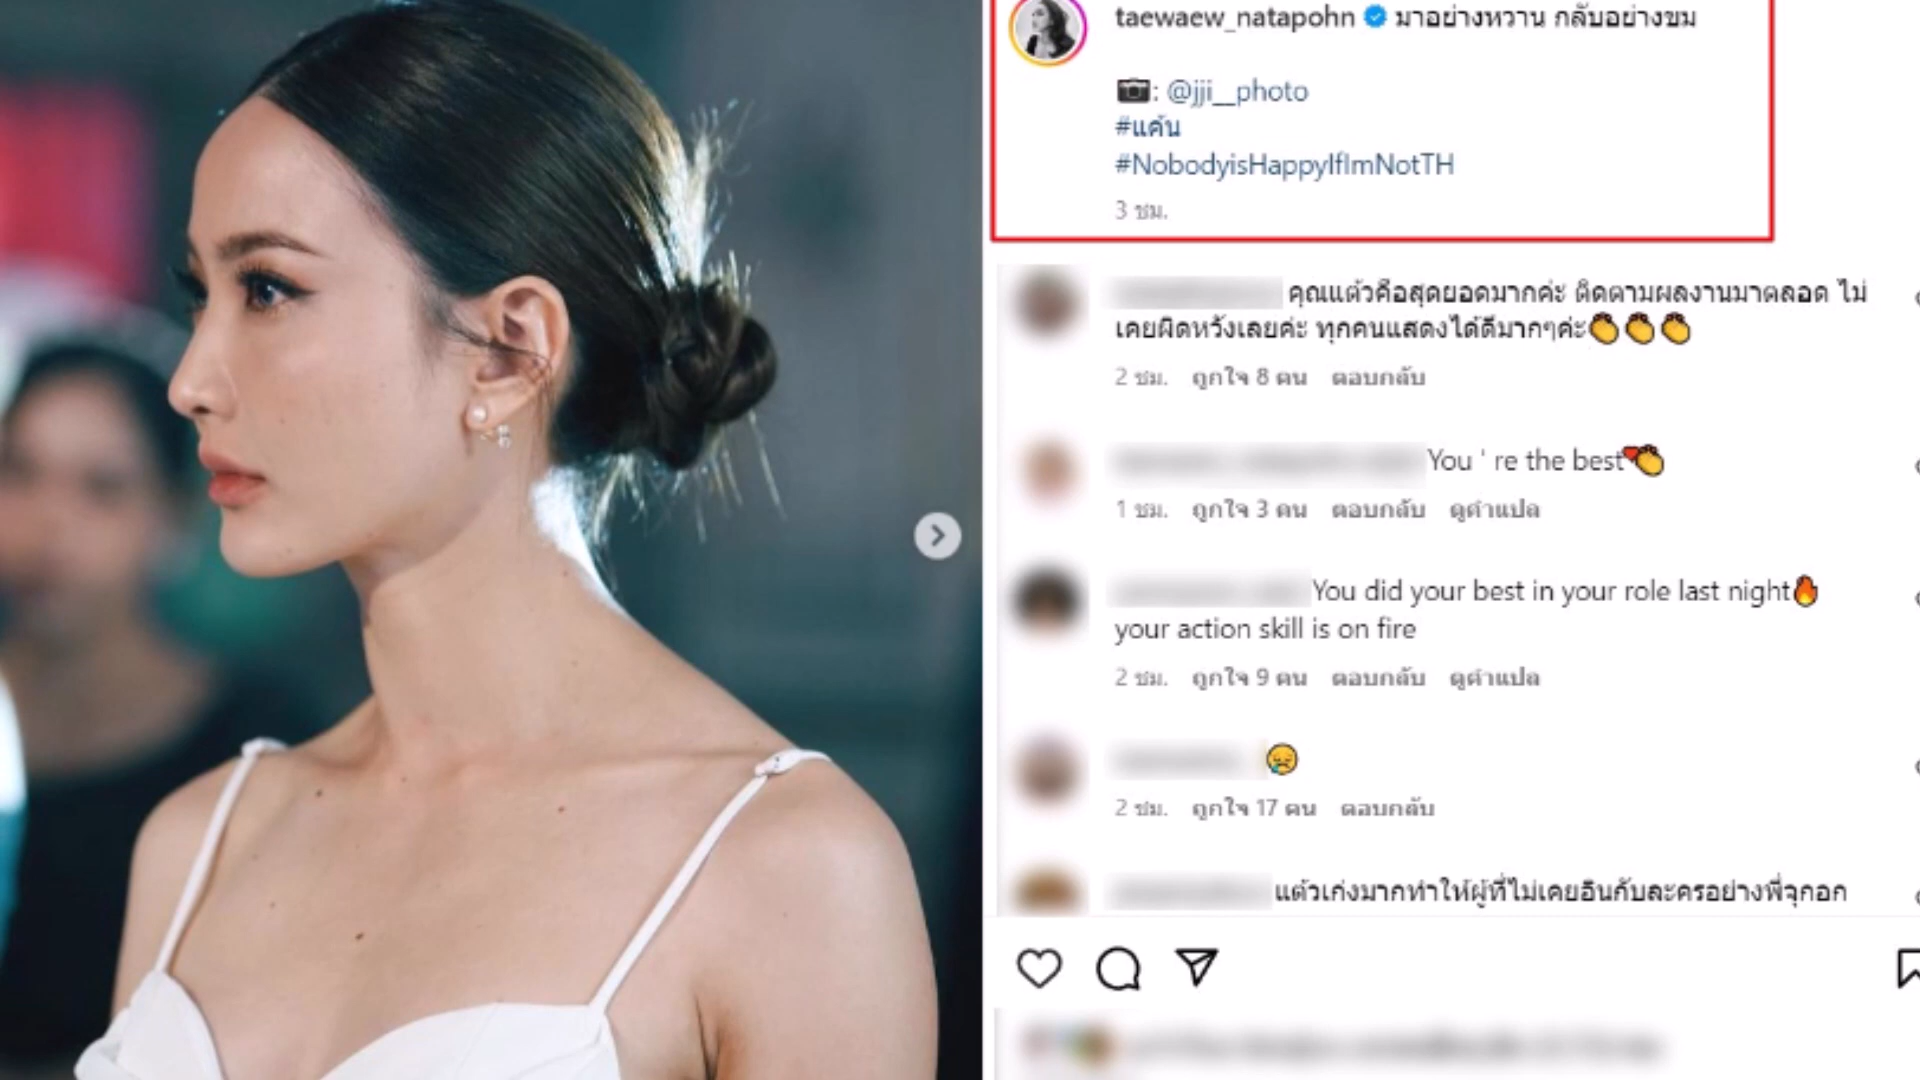 taewaew_natapohn มาอย่างหวาน กลับอย่างขม
📷: @jji__photo
#แค้น
#NobodyisHappyIfImNotTH
3 ชม.
คุณแต้วคือสุดยอดมากค่ะ ติดตามผลงานมาตลอด ไม่
เคยผิดหวังเลยค่ะ ทุกคนแสดงได้ดีมากๆค่ะ👏👏👏
2 ชม. ถูกใจ 8 คน ตอบกลับ
You ' re the best❤👏
1 ชม. ถูกใจ 3 คน ตอบกลับ ดูคำแปล
You did your best in your role last night🔥
your action skill is on fire
2 ชม. ถูกใจ 9 คน ตอบกลับ ดูคำแปล
😢
2 ชม. ถูกใจ 17 คน ตอบกลับ
แต้วเก่งมากทำให้ผู้ที่ไม่เคยอินกับละครอย่างพี่จุกอก